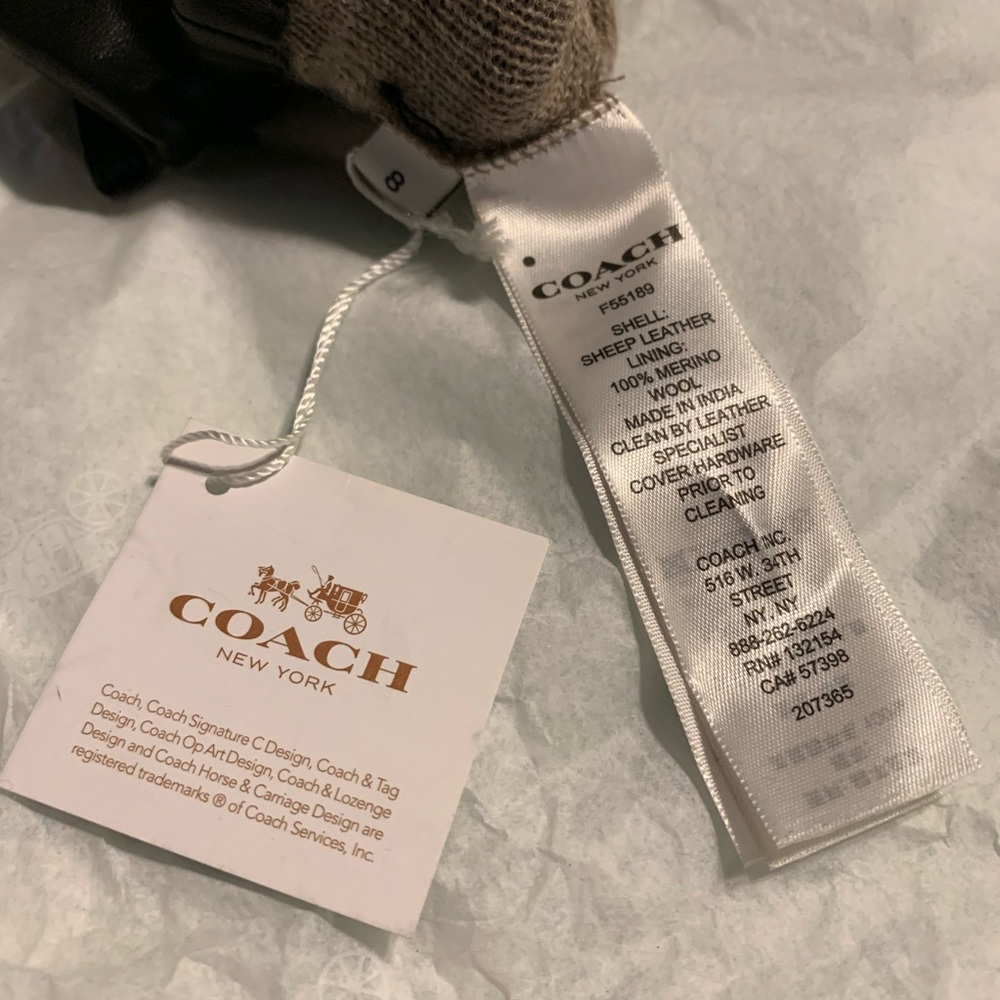 8
COACH
NEW YORK
F55189
SHELL:
SHEEP LEATHER
LINING:
100% MERINO
WOOL
MADE IN INDIA
CLEAN BY LEATHER
SPECIALIST
COVER HARDWARE
PRIOR TO
CLEANING
COACH INC.
516 W. 34TH
STREET
NY, NY
888-262-6224
RN# 132154
CA# 57398
207365
COACH
NEW YORK
Coach, Coach Signature C Design, Coach & Tag
Design, Coach Op Art Design, Coach & Lozenge
Design and Coach Horse & Carriage Design are
registered trademarks ® of Coach Services, Inc.